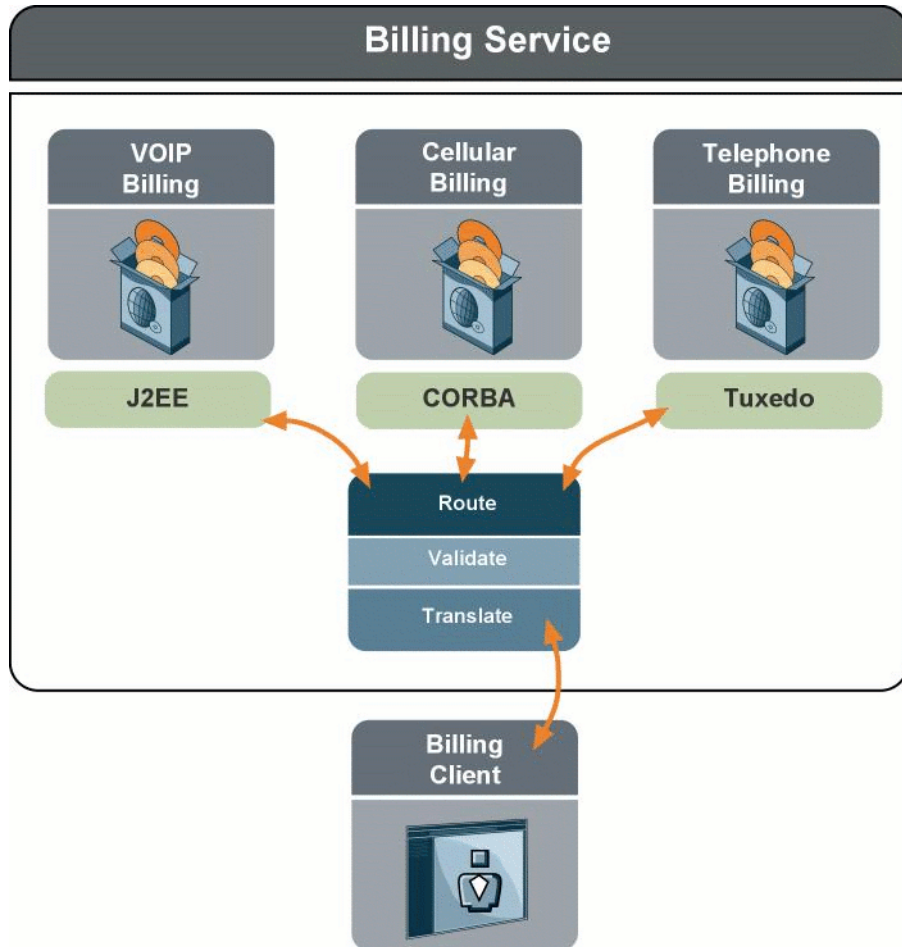 Billing Service
VOIP
Billing
Cellular
Billing
Telephone
Billing
J2EE
CORBA
Tuxedo
Route
Validate
Translate
Billing
Client